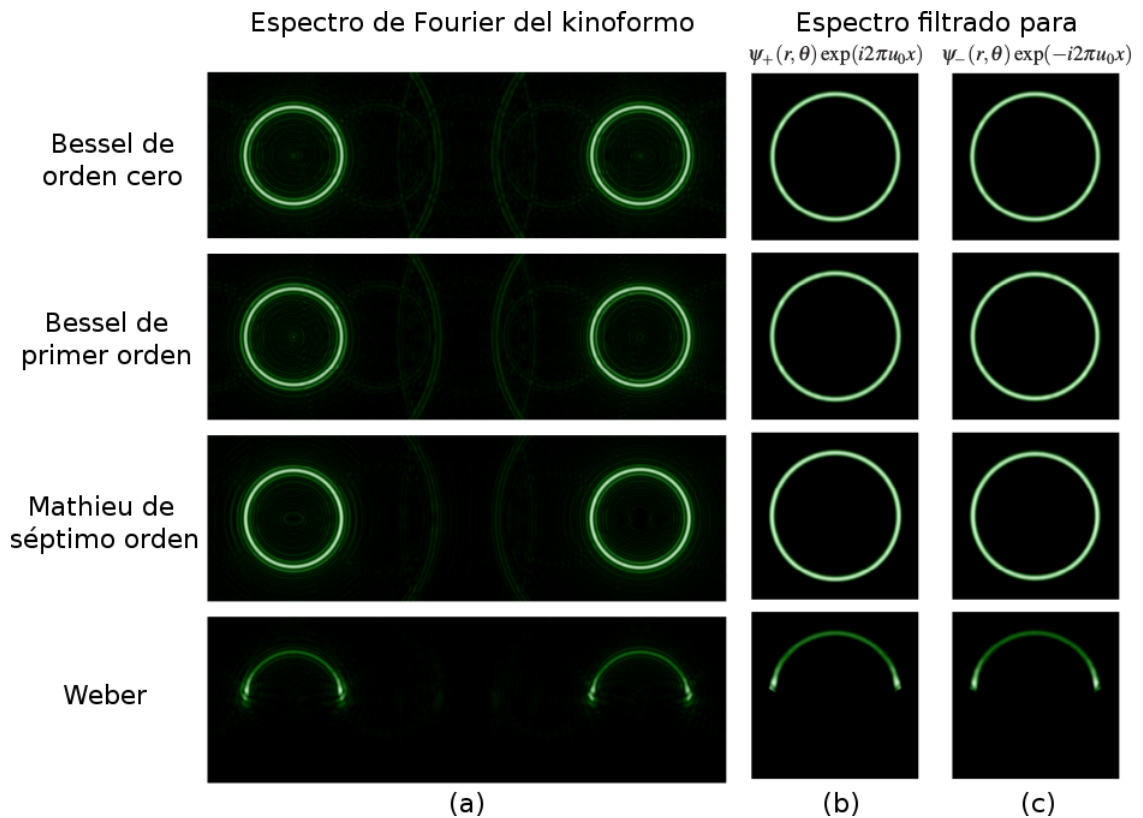 Espectro de Fourier del kinoformo
Espectro filtrado para
ψ₊(r,θ)exp(i2πu₀x)
ψ₋(r,θ)exp(−i2πu₀x)
Bessel de
orden cero
Bessel de
primer orden
Mathieu de
séptimo orden
Weber
(a)
(b)
(c)